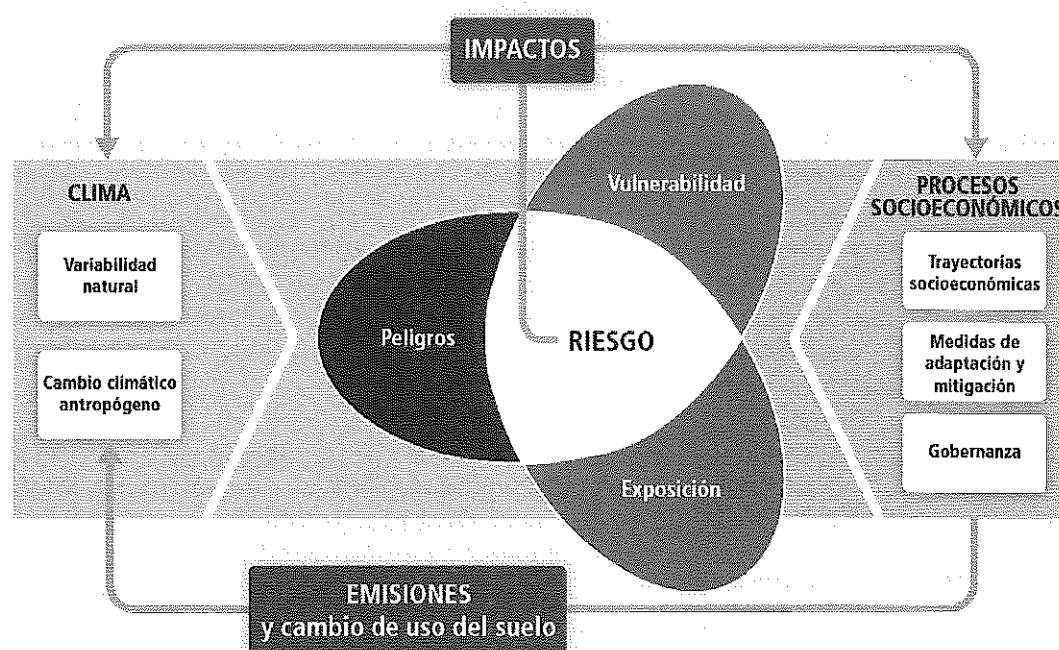 IMPACTOS
CLIMA
Variabilidad
natural
Cambio climático
antropógeno
Vulnerabilidad
Peligros
RIESGO
Exposición
PROCESOS
SOCIOECONÓMICOS
Trayectorías
socioeconómicas
Medidas de
adaptación y
mitigación
Gobernanza
EMISIONES
y cambio de uso del suelo